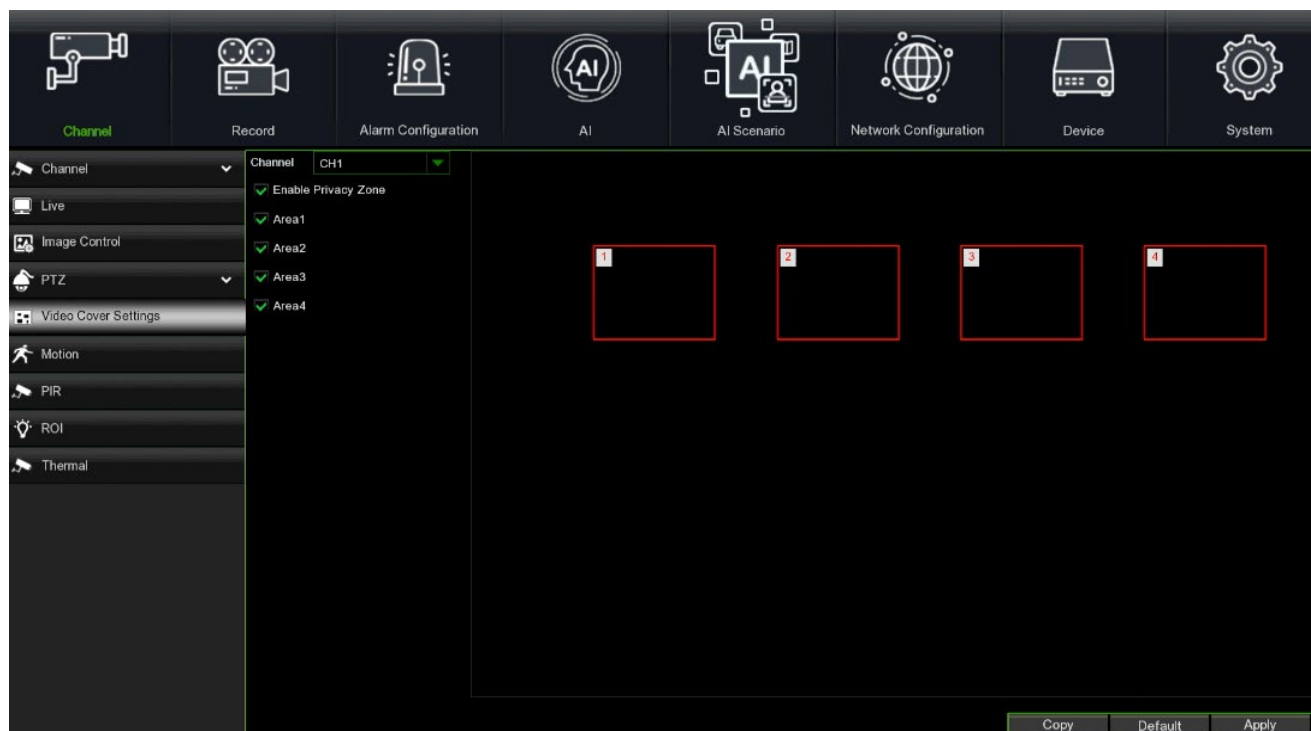 AI
AI
Channel
Record
Alarm Configuration
AI
AI Scenario
Network Configuration
Device
System
Channel
Live
Image Control
PTZ
Video Cover Settings
Motion
PIR
ROI
Thermal
Channel CH1
Enable Privacy Zone
Area1
Area2
Area3
Area4
1
2
3
4
Copy
Default
Apply